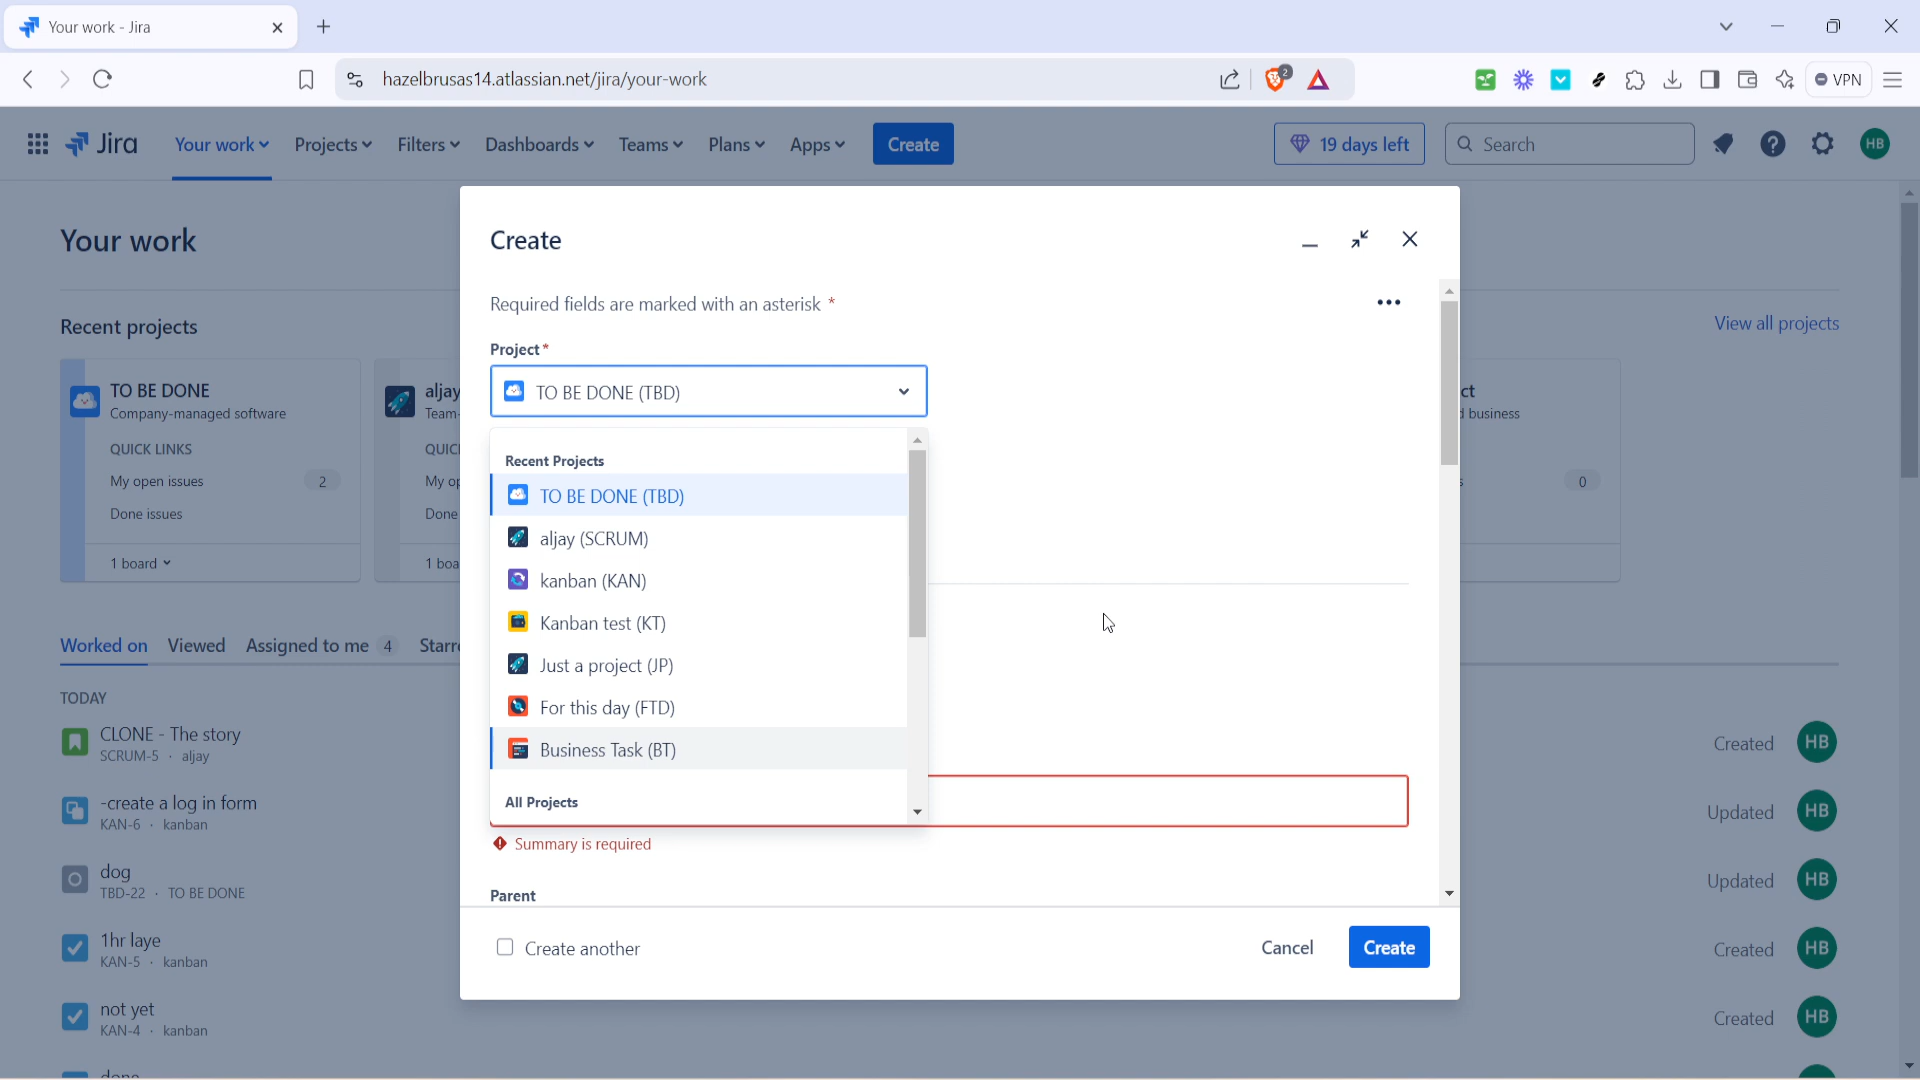 Your work - Jira
hazelbrusas14.atlassian.net/jira/your-work
2
VPN
Jira
Your work
Projects
Filters
Dashboards
Teams
Plans
Apps
Create
19 days left
Search
HB
Your work
Recent projects
View all projects
TO BE DONE
Company-managed software
QUICK LINKS
My open issues
2
Done issues
1 board
aljay
Team-
QUICK
My op
Done
1 boa
ct
d business
s
0
Worked on
Viewed
Assigned to me 4
Starre
TODAY
CLONE - The story
SCRUM-5 · aljay
Created
HB
-create a log in form
KAN-6 · kanban
Updated
HB
dog
TBD-22 · TO BE DONE
Updated
HB
1hr laye
KAN-5 · kanban
Created
HB
not yet
KAN-4 · kanban
Created
HB
Create
Required fields are marked with an asterisk *
Project *
TO BE DONE (TBD)
Recent Projects
TO BE DONE (TBD)
aljay (SCRUM)
kanban (KAN)
Kanban test (KT)
Just a project (JP)
For this day (FTD)
Business Task (BT)
All Projects
Summary is required
Parent
Create another
Cancel
Create